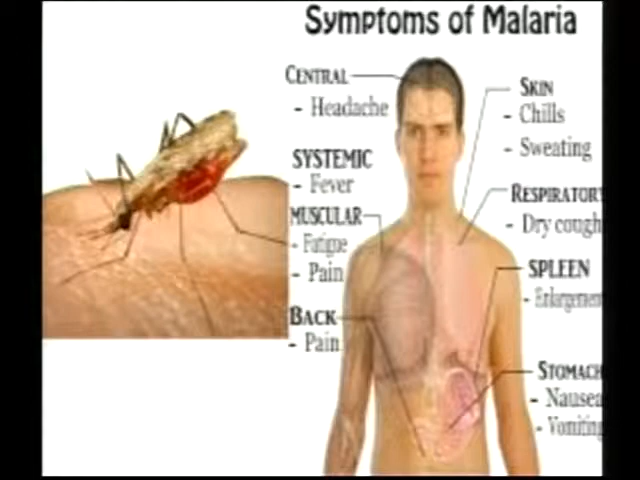 Symptoms of Malaria
CENTRAL
- Headache
SYSTEMIC
- Fever
MUSCULAR
- Fatigue
- Pain
BACK
- Pain
SKIN
- Chills
- Sweating
RESPIRATORY
- Dry cough
SPLEEN
- Enlargemen
STOMACH
- Nausea
- Vomiting